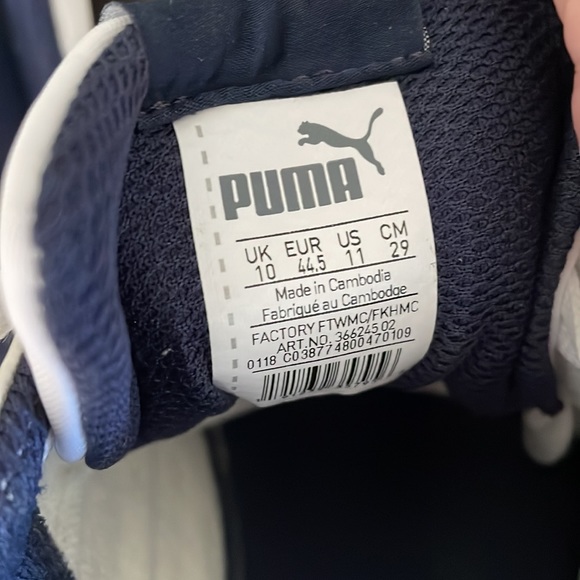 PUMA
UK EUR US CM
10 44.5 11 29
Made in Cambodia
Fabriqué au Cambodge
FACTORY FTWMC/FKHMC
ART.NO. 366245 02
0118 C038774800470109